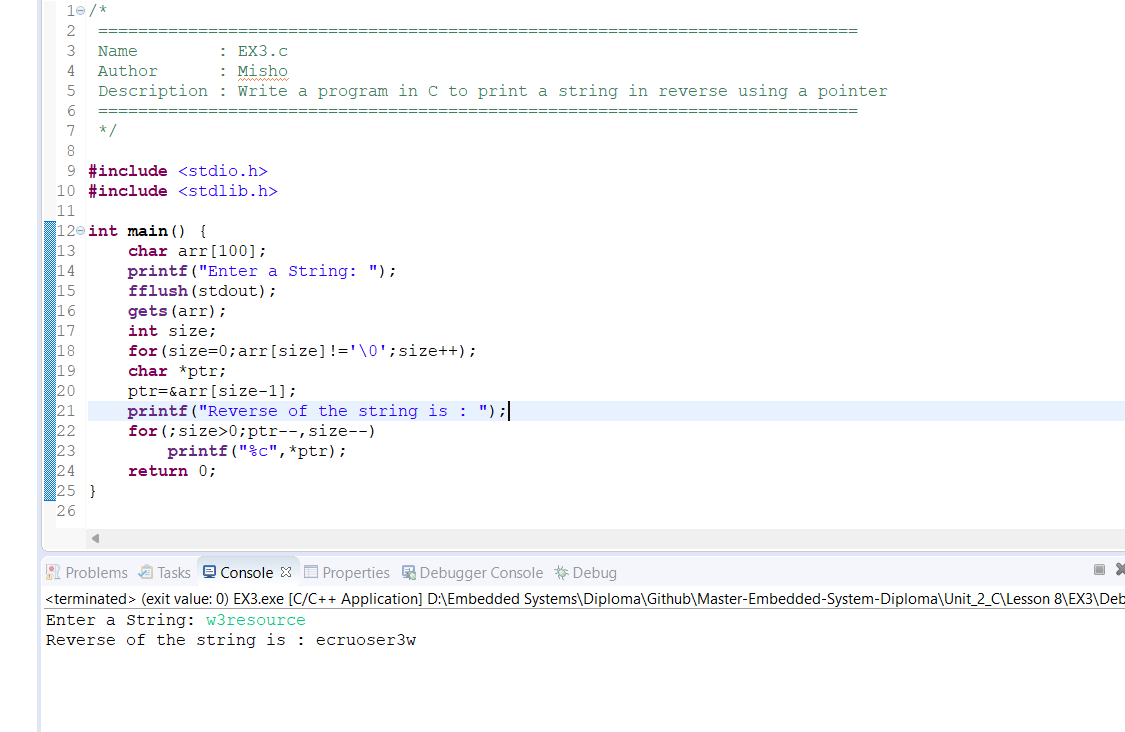 1 /*
2 ============================================================================
3 Name        : EX3.c
4 Author      : Misho
5 Description : Write a program in C to print a string in reverse using a pointer
6 ============================================================================
7 */
8
9 #include <stdio.h>
10 #include <stdlib.h>
11
12 int main() {
13     char arr[100];
14     printf("Enter a String: ");
15     fflush(stdout);
16     gets(arr);
17     int size;
18     for(size=0;arr[size]!='\0';size++);
19     char *ptr;
20     ptr=&arr[size-1];
21     printf("Reverse of the string is : ");
22     for(;size>0;ptr--,size--)
23         printf("%c",*ptr);
24     return 0;
25 }
26
Problems Tasks Console Properties Debugger Console Debug
<terminated> (exit value: 0) EX3.exe [C/C++ Application] D:\Embedded Systems\Diploma\Github\Master-Embedded-System-Diploma\Unit_2_C\Lesson 8\EX3\Deb
Enter a String: w3resource
Reverse of the string is : ecruoser3w